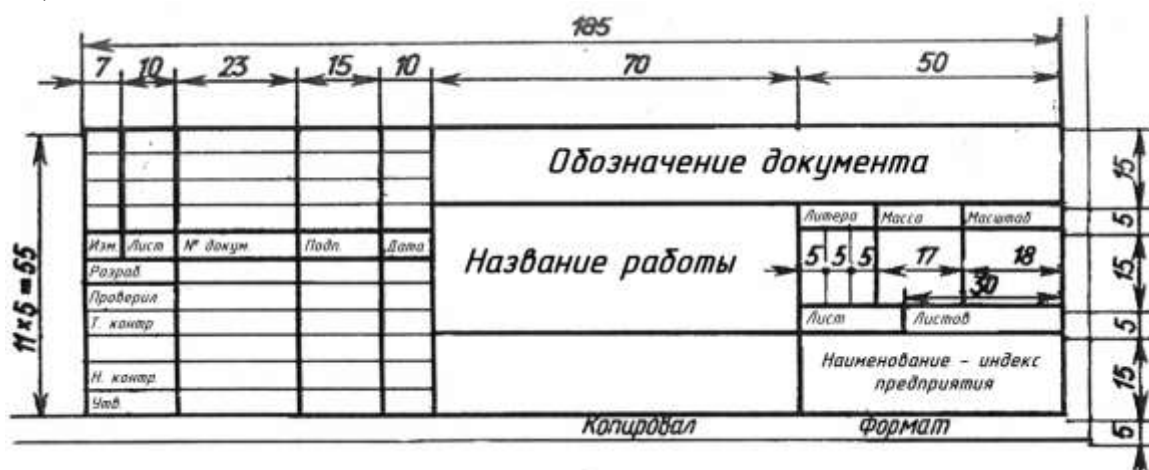 185
7 10 23 15 10 70 50
Обозначение документа
15
Литера Масса Масштаб
5
Изм. Лист № докум. Подп. Дата
Название работы
5 5 5 17 18
15
Разраб.
Проверил
30
11x5=55
Т. контр.
Лист Листов
5
Наименование - индекс
предприятия
15
Н. контр.
Утв.
Копировал Формат
5